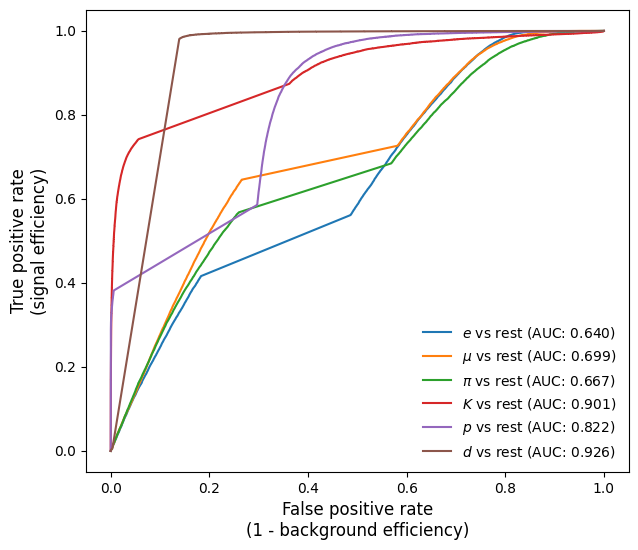 1.0
0.8
0.6
0.4
0.2
0.0
True positive rate
(signal efficiency)
e vs rest (AUC: 0.640)
μ vs rest (AUC: 0.699)
π vs rest (AUC: 0.667)
K vs rest (AUC: 0.901)
p vs rest (AUC: 0.822)
d vs rest (AUC: 0.926)
0.0 0.2 0.4 0.6 0.8 1.0
False positive rate
(1 - background efficiency)